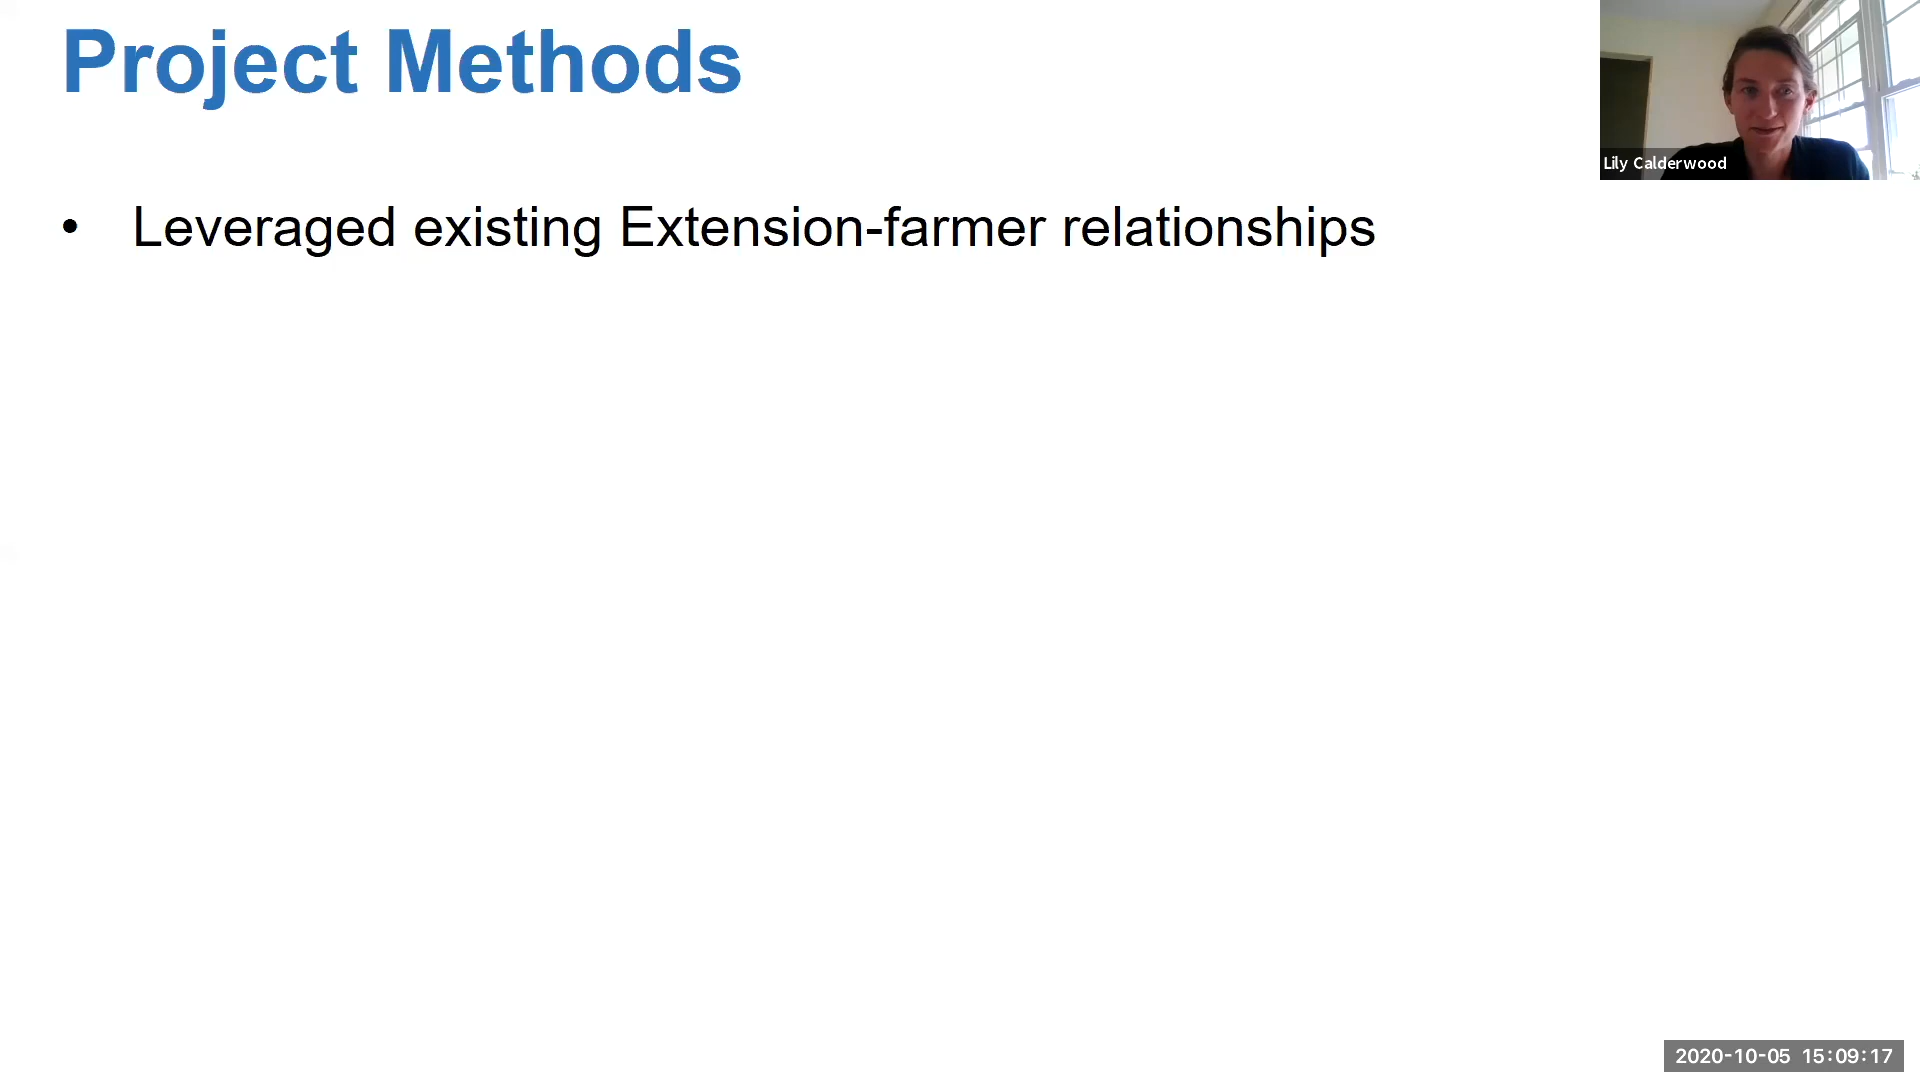 Project Methods
Lily Calderwood
• Leveraged existing Extension-farmer relationships
2020-10-05 15:09:17